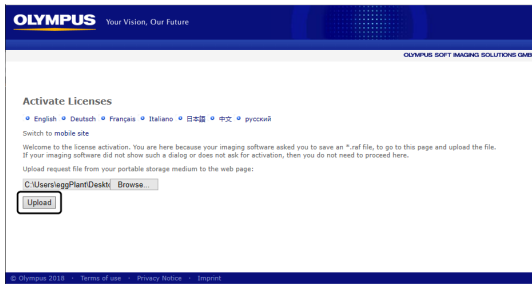 OLYMPUS Your Vision, Our Future
OLYMPUS SOFT IMAGING SOLUTIONS GMB
Activate Licenses
English Deutsch Français Italiano 日本語 中文 русский
Switch to mobile site
Welcome to the license activation. You are here because your imaging software asked you to save an *.raf file, to go to this page and upload the file.
If your imaging software did not show such a dialog or does not ask for activation, then you do not need to proceed here.
Upload request file from your portable storage medium to the web page:
C:\Users\eggPlant\Deskto Browse...
Upload
© Olympus 2018 · Terms of use · Privacy Notice · Imprint